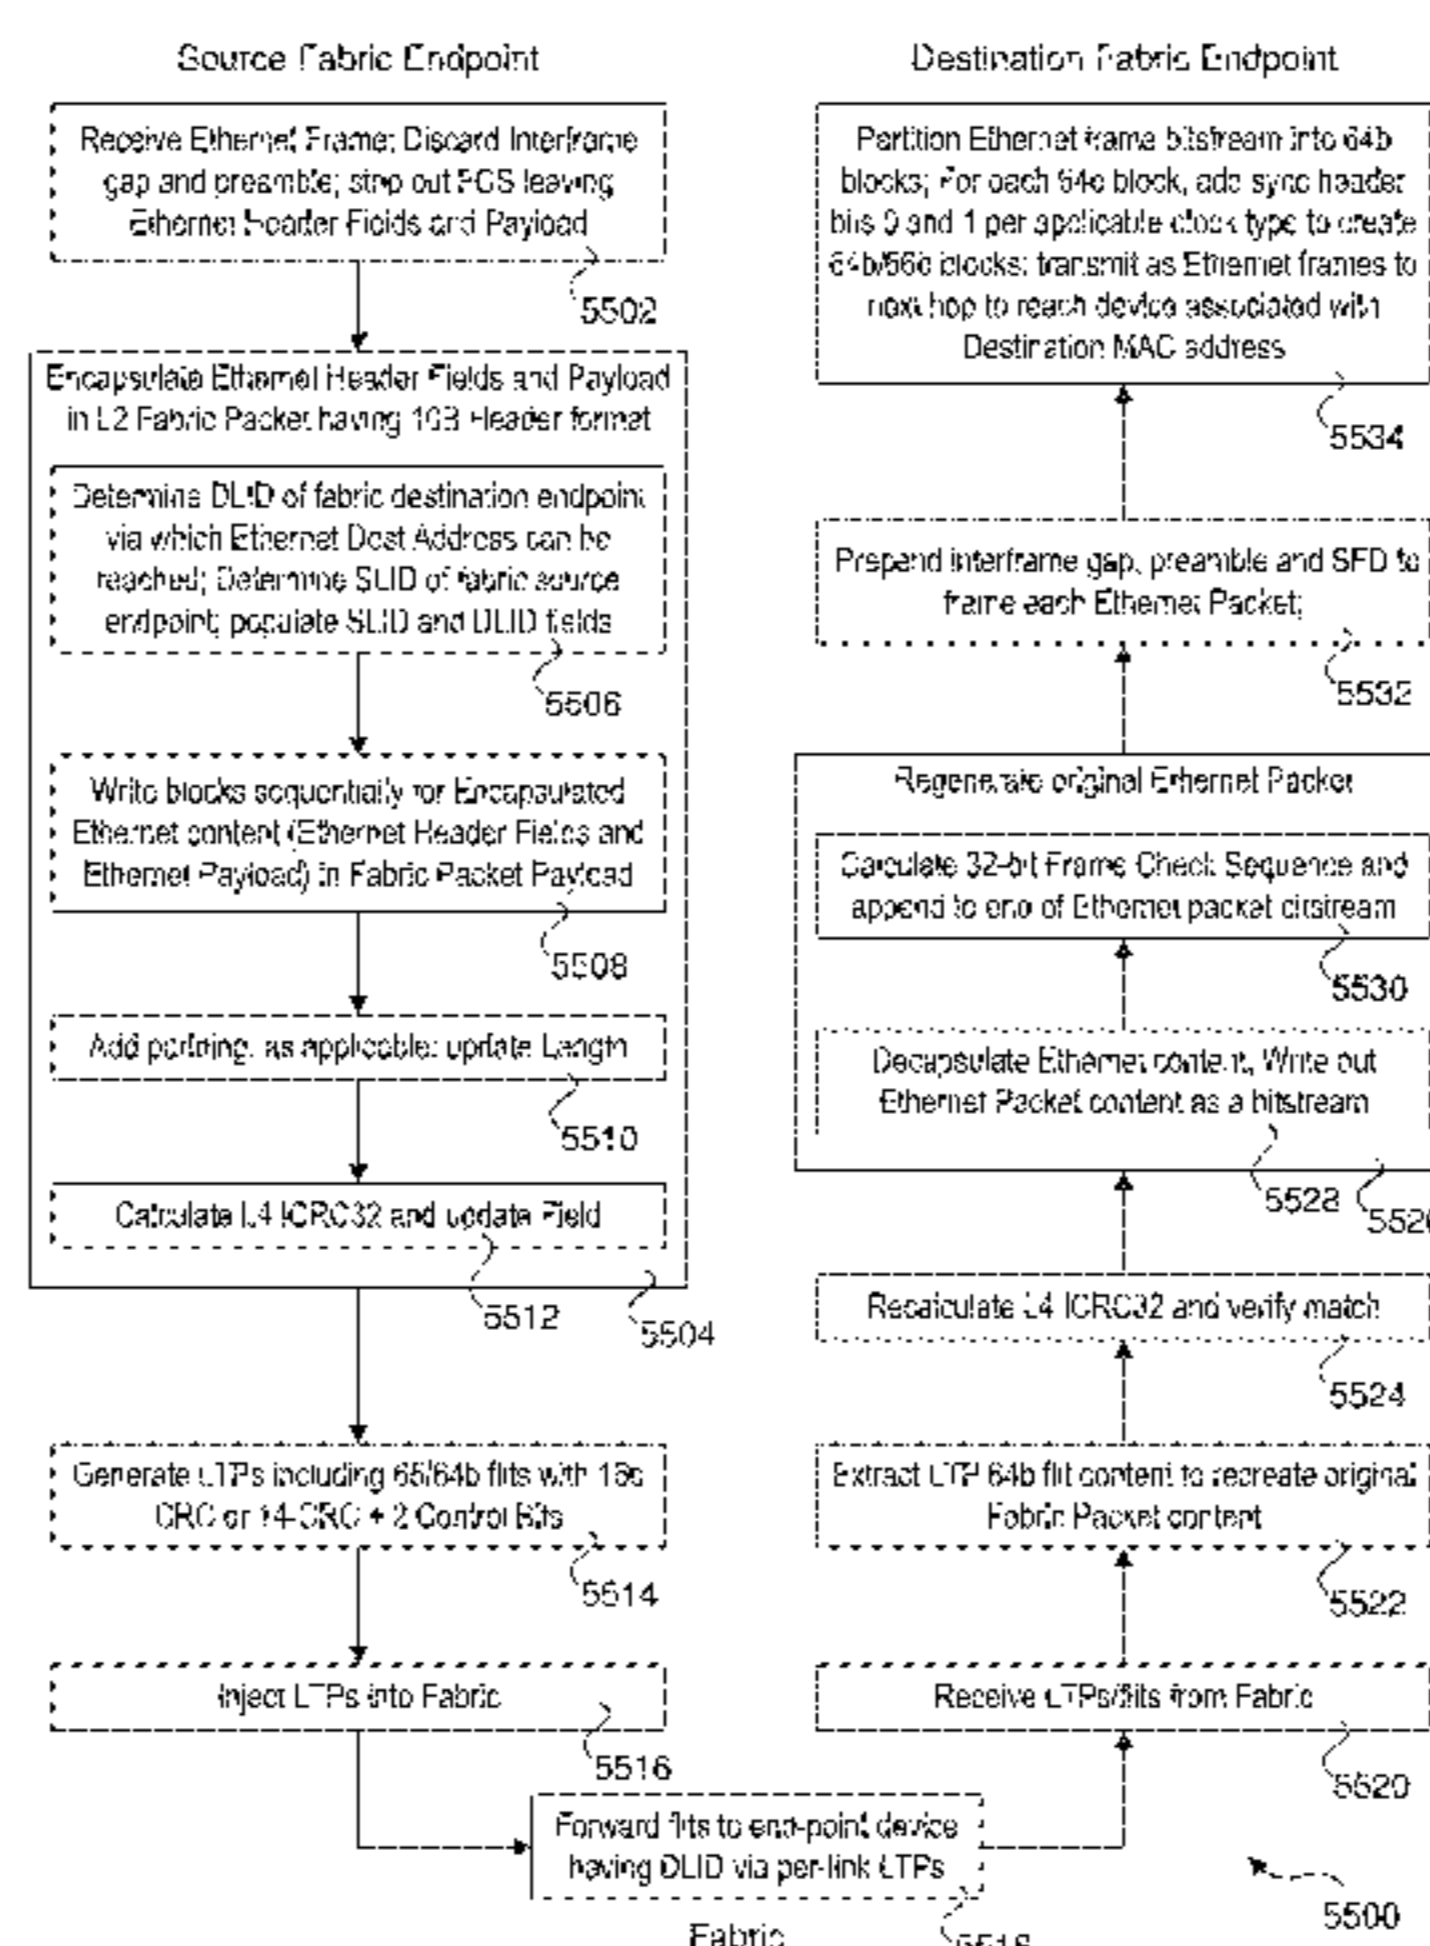 Source Fabric Endpoint
Receive Ethernet Frame; Discard Interframe
gap and preamble; strip out FCS leaving
Ethernet Header Fields and Payload
5502
Encapsulate Ethernet Header Fields and Payload
in L2 Fabric Packet having Header format
Determine DLID of fabric destination endpoint
via which Ethernet Dest Address can be
reached; Determine SLID of fabric source
endpoint; populate SLID and DLID fields
5506
Write blocks sequentially for Encapsulated
Ethernet content (Ethernet Header Fields and
Ethernet Payload) in Fabric Packet Payload
5508
Add padding, as applicable; update Length
5510
Calculate L4 ICRC32 and update Field
5512
5504
Generate LTPs including 65/64b flits with
CRC or 14-CRC + 2 Control Bits
5514
Inject LTPs into Fabric
5516
Forward flits to end-point device
having DLID via per-link LTPs
5518
Fabric
Destination Fabric Endpoint
Partition Ethernet frame bitstream into 64b
blocks; For each 64b block, add sync header
bits 0 and 1 per applicable block type to create
64b/66b blocks; transmit as Ethernet frames to
next hop to reach device associated with
Destination MAC address
5534
Prepend interframe gap, preamble and SFD to
frame each Ethernet Packet;
5532
Regenerate original Ethernet Packet
Calculate 32-bit Frame Check Sequence and
append to end of Ethernet packet bitstream
5530
Decapsulate Ethernet content, Write out
Ethernet Packet content as a bitstream
5528
Recalculate L4 ICRC32 and verify match
5524
Extract LTP 64b flit content to recreate original
Fabric Packet content
5522
Receive LTPs/flits from Fabric
5520
5500